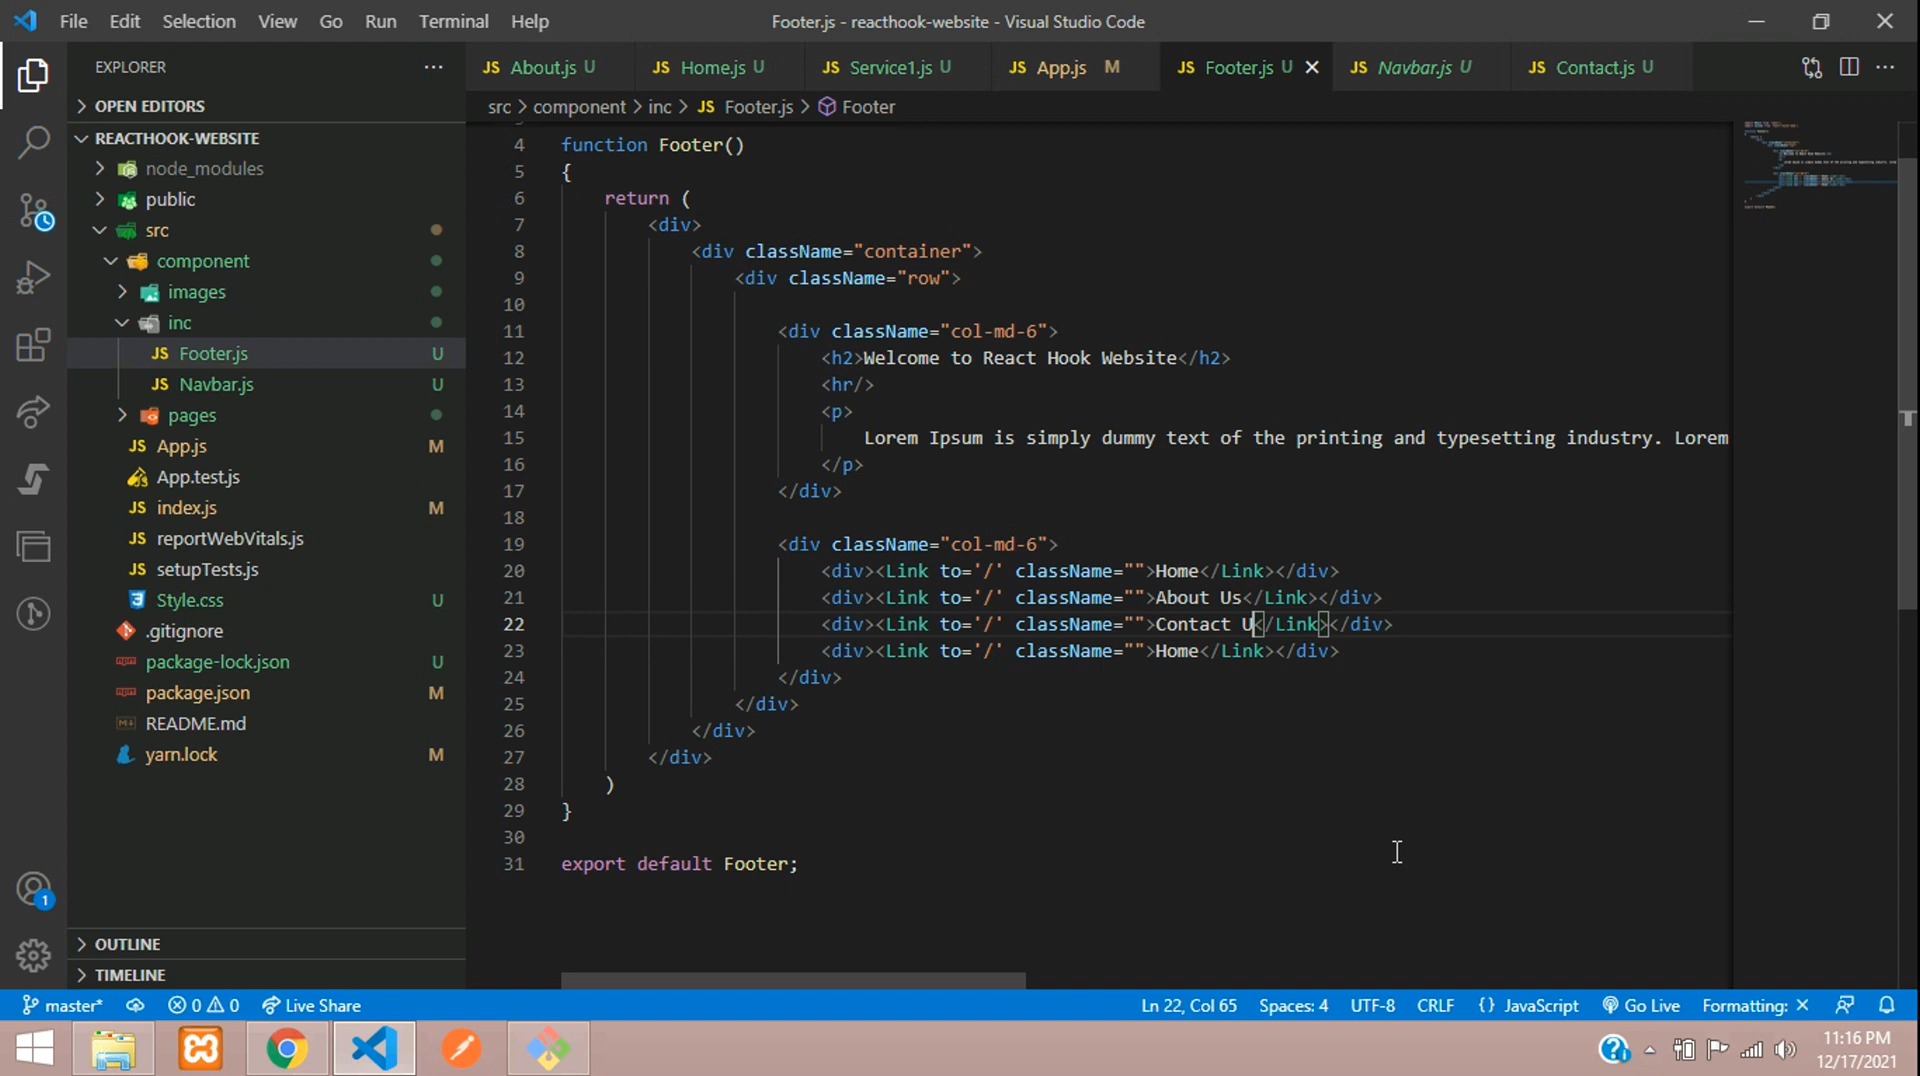 File Edit Selection View Go Run Terminal Help
Footer.js - reacthook-website - Visual Studio Code
EXPLORER
OPEN EDITORS
REACTHOOK-WEBSITE
node_modules
public
src
component
images
inc
JS Footer.js U
JS Navbar.js U
pages
JS App.js M
App.test.js
JS index.js M
JS reportWebVitals.js
JS setupTests.js
Style.css U
.gitignore
package-lock.json U
package.json M
README.md
yarn.lock M
OUTLINE
TIMELINE
JS About.js U JS Home.js U JS Service1.js U JS App.js M JS Footer.js U JS Navbar.js U JS Contact.js U
src > component > inc > JS Footer.js > Footer
4 function Footer()
5 {
6 return (
7 <div>
8 <div className="container">
9 <div className="row">
10
11 <div className="col-md-6">
12 <h2>Welcome to React Hook Website</h2>
13 <hr/>
14 <p>
15 Lorem Ipsum is simply dummy text of the printing and typesetting industry. Lorem
16 </p>
17 </div>
18
19 <div className="col-md-6">
20 <div><Link to='/' className="">Home</Link></div>
21 <div><Link to='/' className="">About Us</Link></div>
22 <div><Link to='/' className="">Contact U</Link></div>
23 <div><Link to='/' className="">Home</Link></div>
24 </div>
25 </div>
26 </div>
27 </div>
28 )
29 }
30
31 export default Footer;
master* 0 0 Live Share Ln 22, Col 65 Spaces: 4 UTF-8 CRLF {} JavaScript Go Live Formatting: ×
1
11:16 PM
12/17/2021